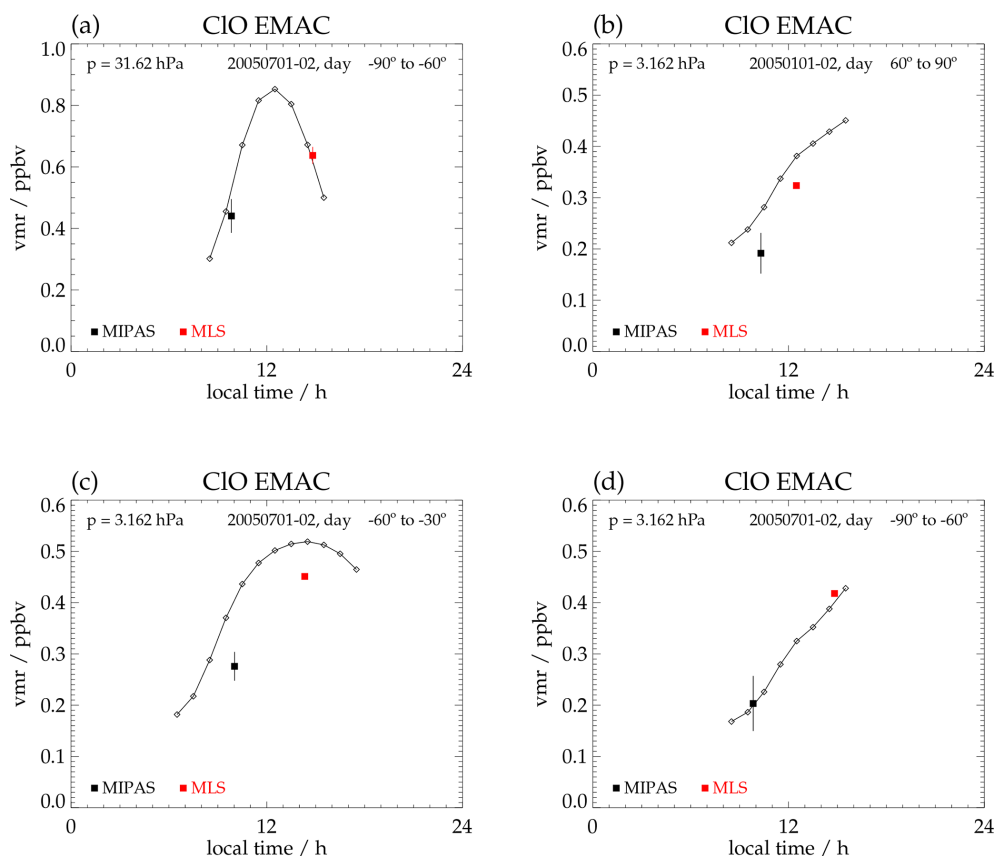 (a) ClO EMAC
p = 31.62 hPa 20050701-02, day -90° to -60°
1.0
0.8
0.6
0.4
0.2
0.0
vmr / ppbv
MIPAS MLS
0 12 24
local time / h
(b) ClO EMAC
p = 3.162 hPa 20050101-02, day 60° to 90°
0.6
0.5
0.4
0.3
0.2
0.1
0.0
vmr / ppbv
MIPAS MLS
0 12 24
local time / h
(c) ClO EMAC
p = 3.162 hPa 20050701-02, day -60° to -30°
0.6
0.5
0.4
0.3
0.2
0.1
0.0
vmr / ppbv
MIPAS MLS
0 12 24
local time / h
(d) ClO EMAC
p = 3.162 hPa 20050701-02, day -90° to -60°
0.6
0.5
0.4
0.3
0.2
0.1
0.0
vmr / ppbv
MIPAS MLS
0 12 24
local time / h